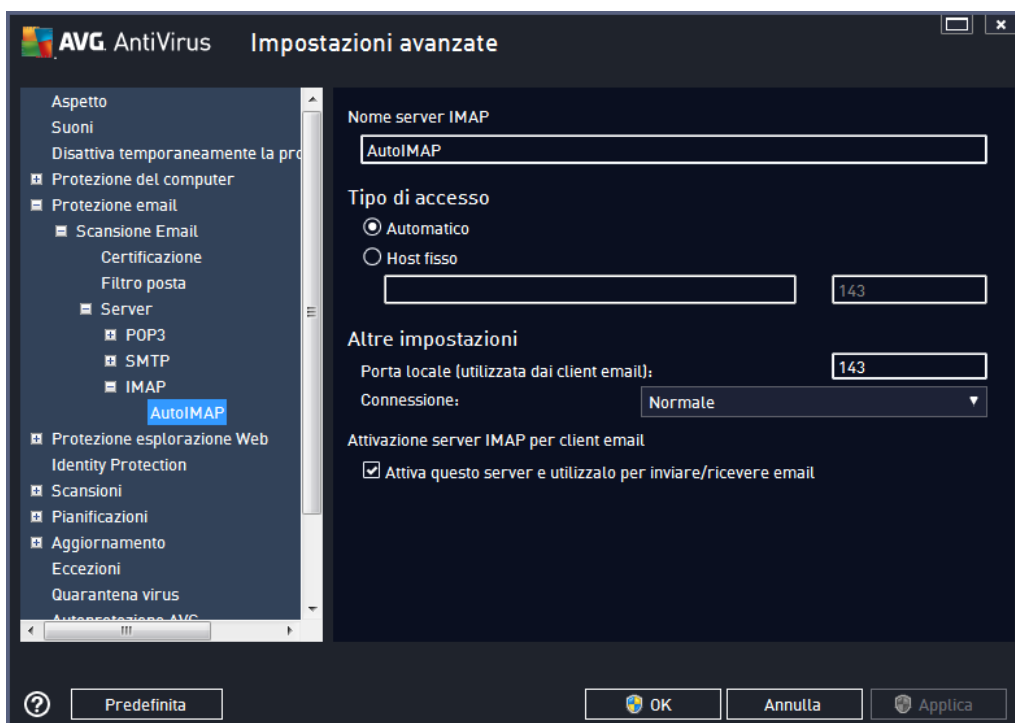 AVG. AntiVirus Impostazioni avanzate
Aspetto
Suoni
Disattiva temporaneamente la pro
Protezione del computer
Protezione email
Scansione Email
Certificazione
Filtro posta
Server
POP3
SMTP
IMAP
AutoIMAP
Protezione esplorazione Web
Identity Protection
Scansioni
Pianificazioni
Aggiornamento
Eccezioni
Quarantena virus
Autoprotezione AVG
Nome server IMAP
AutoIMAP
Tipo di accesso
Automatico
Host fisso
143
Altre impostazioni
Porta locale (utilizzata dai client email): 143
Connessione: Normale
Attivazione server IMAP per client email
Attiva questo server e utilizzalo per inviare/ricevere email
Predefinita OK Annulla Applica